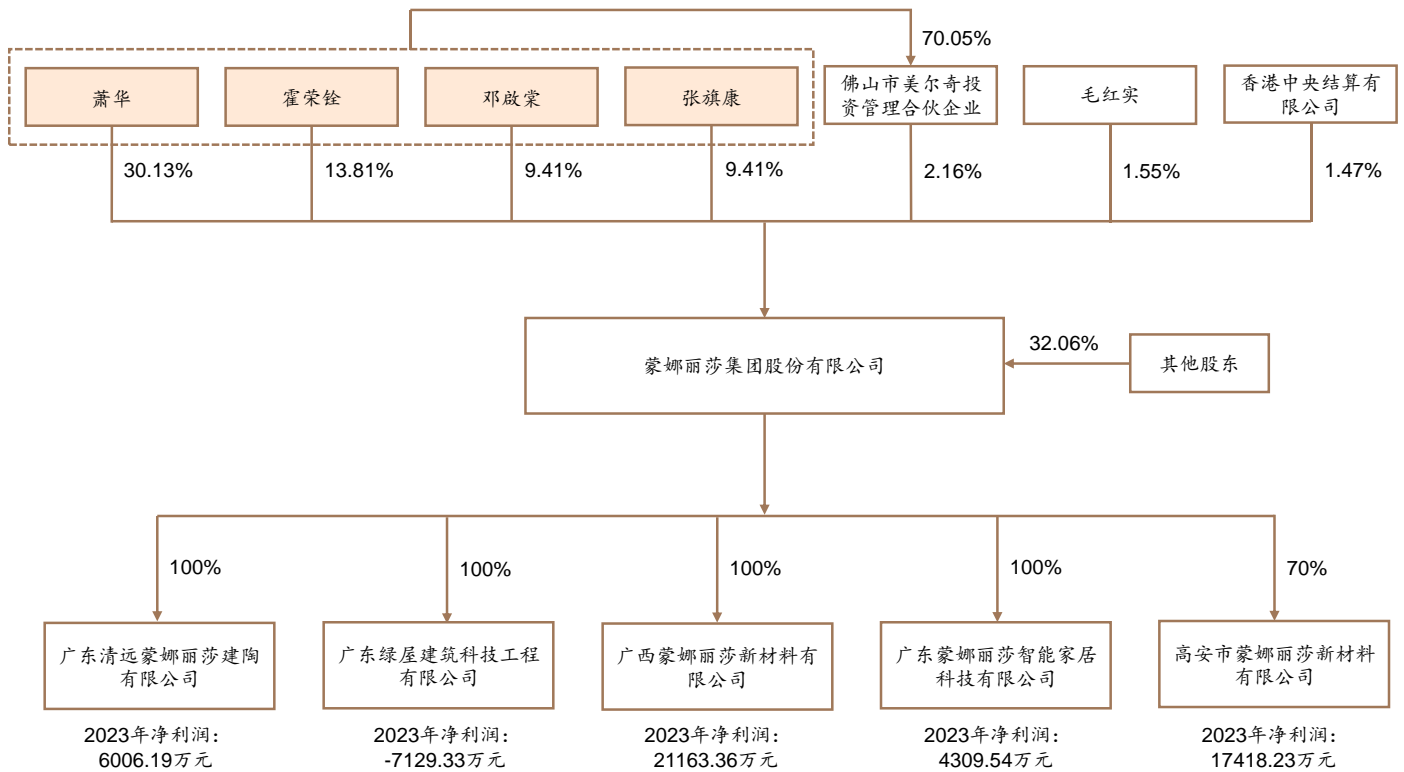 70.05%
萧华
霍荣铨
邓啟棠
张旗康
佛山市美尔奇投
资管理合伙企业
毛红实
香港中央结算有
限公司
30.13%
13.81%
9.41%
9.41%
2.16%
1.55%
1.47%
蒙娜丽莎集团股份有限公司
32.06%
其他股东
100%
100%
100%
100%
70%
广东清远蒙娜丽莎建陶
有限公司
广东绿屋建筑科技工程
有限公司
广西蒙娜丽莎新材料有
限公司
广东蒙娜丽莎智能家居
科技有限公司
高安市蒙娜丽莎新材料
有限公司
2023年净利润：
6006.19万元
2023年净利润：
-7129.33万元
2023年净利润：
21163.36万元
2023年净利润：
4309.54万元
2023年净利润：
17418.23万元